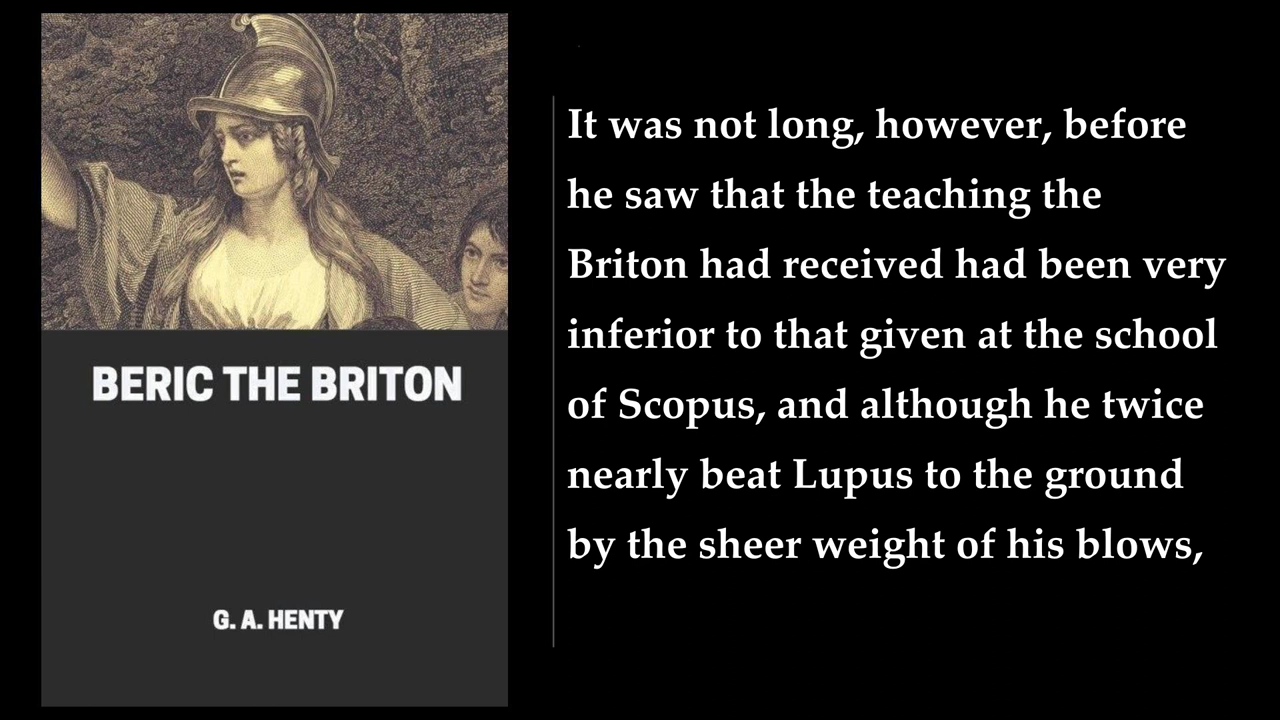 BERIC THE BRITON
G. A. HENTY
It was not long, however, before
he saw that the teaching the
Briton had received had been very
inferior to that given at the school
of Scopus, and although he twice
nearly beat Lupus to the ground
by the sheer weight of his blows,